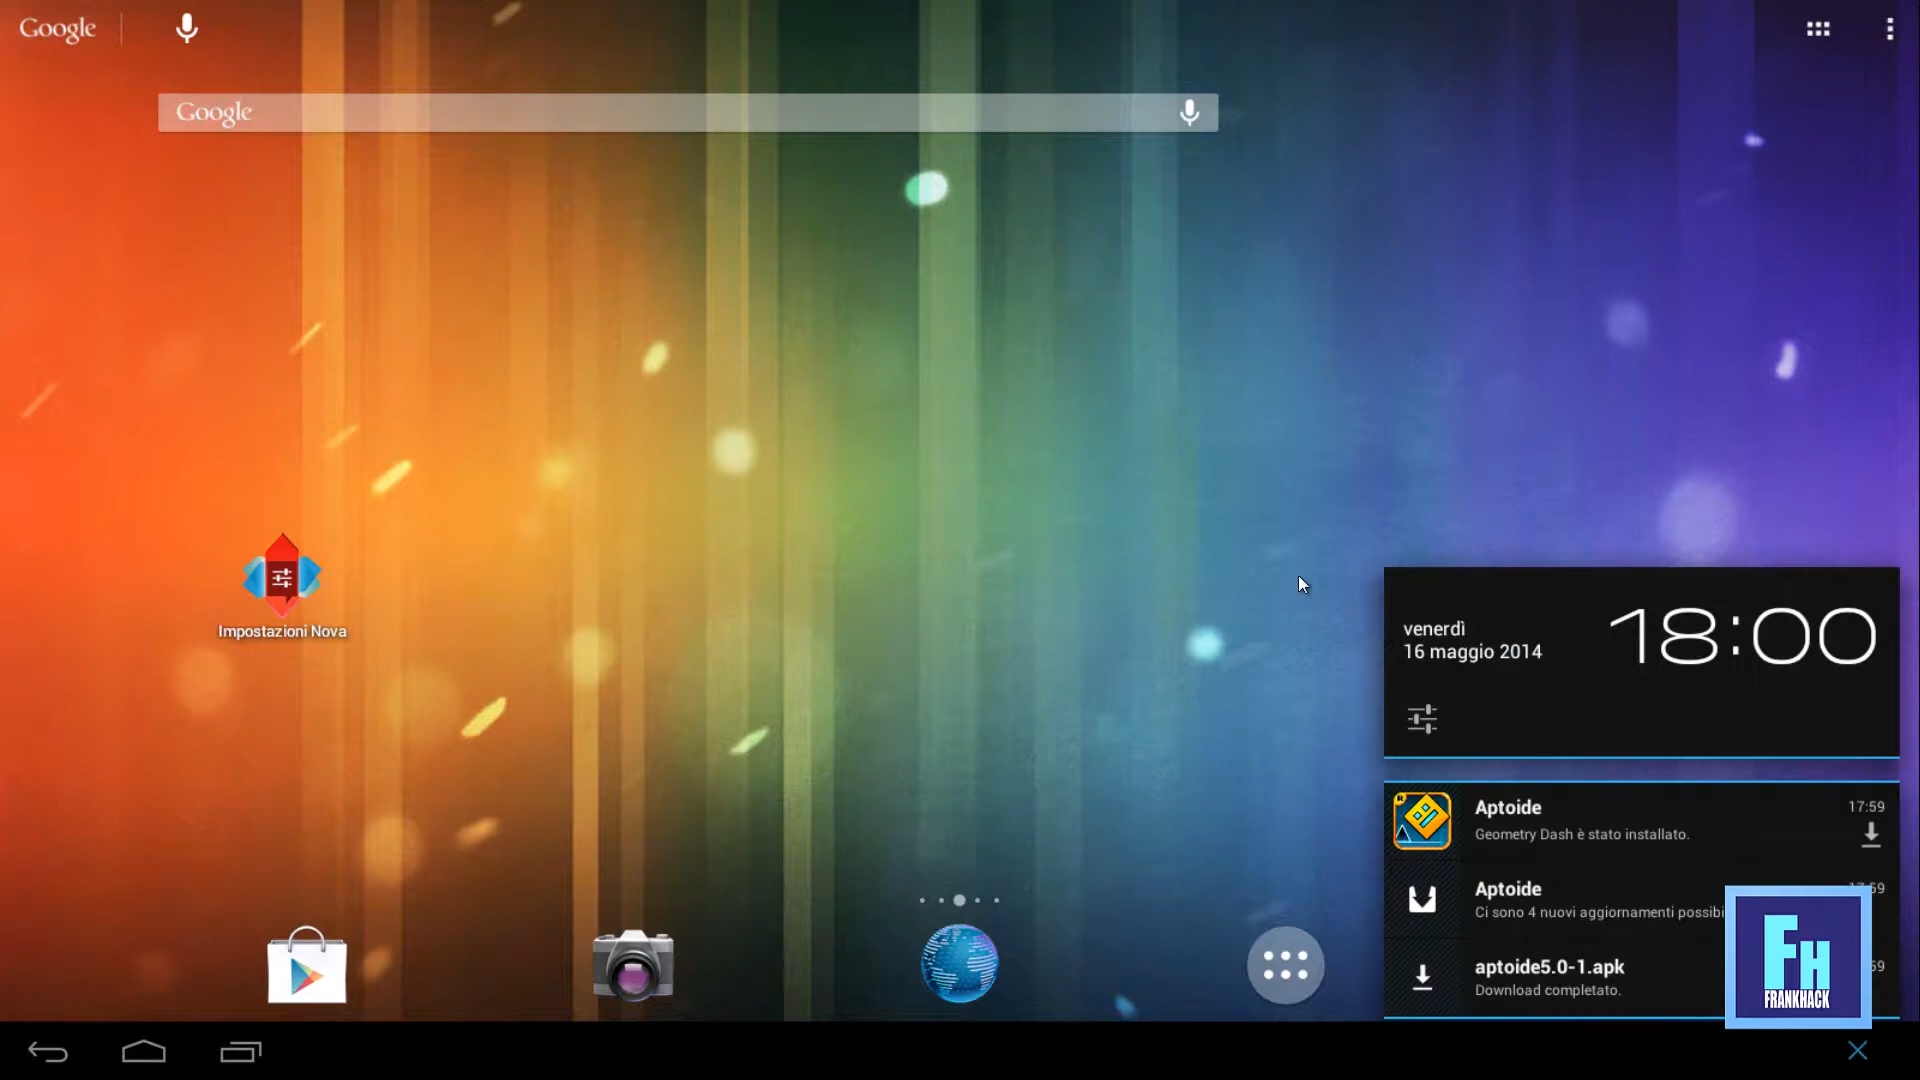 Google
Google
Impostazioni Nova
venerdì
16 maggio 2014
18:00
Aptoide
17:59
Geometry Dash è stato installato.
Aptoide
Ci sono 4 nuovi aggiornamenti possibi
aptoide5.0-1.apk
Download completato.
FH
FRANKHACK